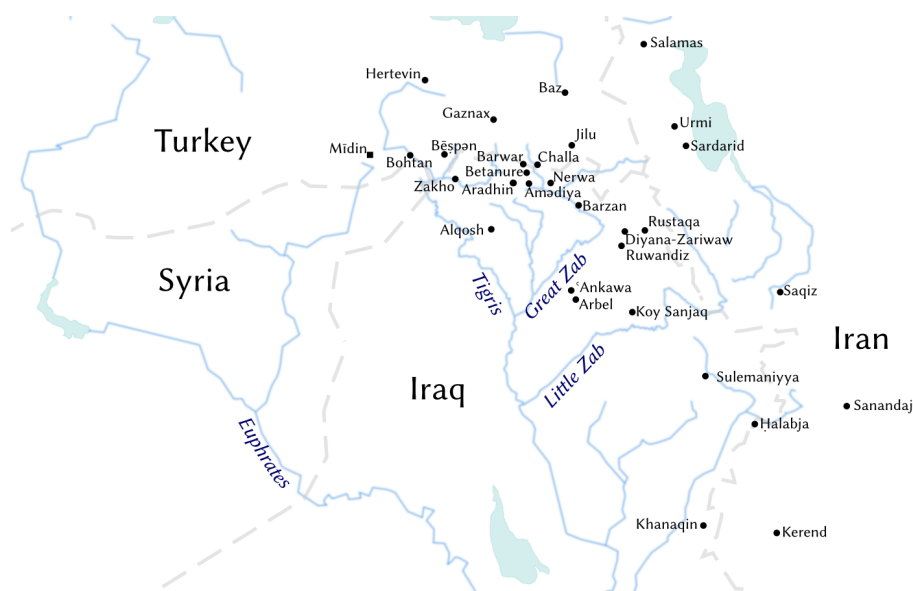 Salamas
Hertevin
Baz
Gaznax
Urmi
Turkey
Jilu
Sardarid
Mīdin
Bohtan
Bēṣpən
Barwar
Challa
Betanure
Zakho
Aradhin
Nerwa
Amədiya
Barzan
Alqosh
Rustaqa
Diyana-Zariwaw
Ruwandiz
Syria
Tigris
Great Zab
ʿAnkawa
Arbel
Saqiz
Koy Sanjaq
Iran
Little Zab
Iraq
Sulemaniyya
Sanandaj
Ḥalabja
Euphrates
Khanaqin
Kerend